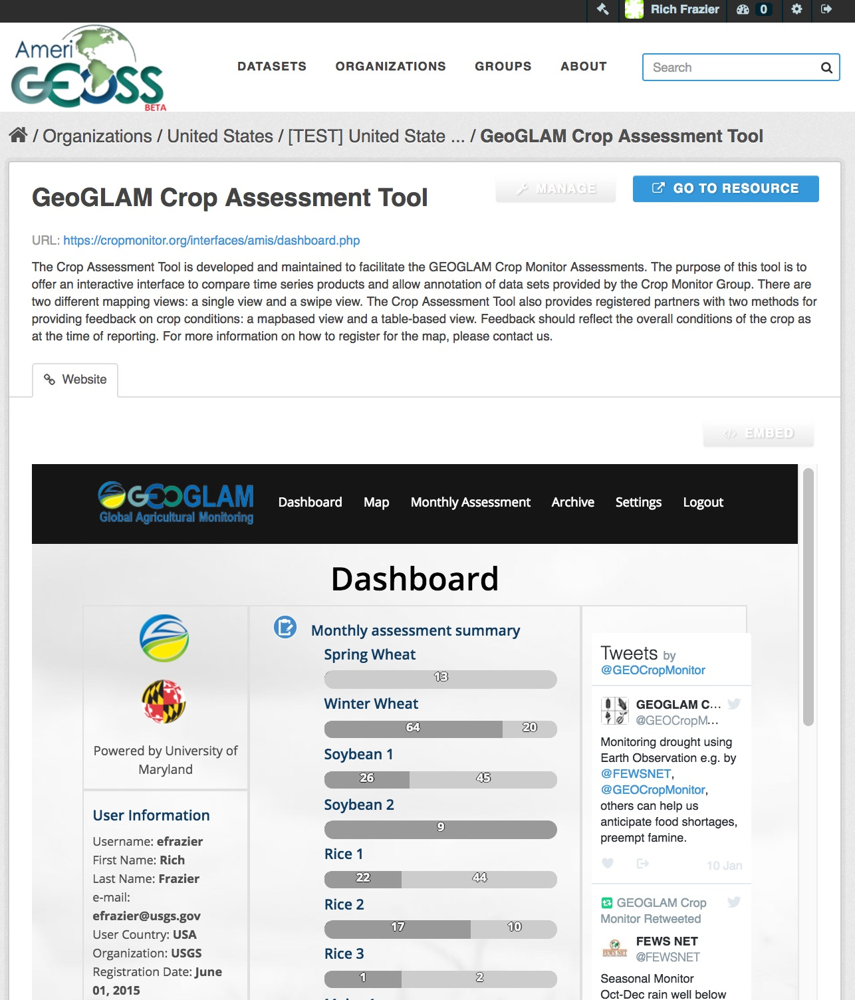 Rich Frazier
0
Ameri
GEOSS
BETA
DATASETS
ORGANIZATIONS
GROUPS
ABOUT
Search
/ Organizations / United States / [TEST] United State ... / GeoGLAM Crop Assessment Tool
GeoGLAM Crop Assessment Tool
MANAGE
GO TO RESOURCE
URL: https://cropmonitor.org/interfaces/amis/dashboard.php
The Crop Assessment Tool is developed and maintained to facilitate the GEOGLAM Crop Monitor Assessments. The purpose of this tool is to
offer an interactive interface to compare time series products and allow annotation of data sets provided by the Crop Monitor Group. There are
two different mapping views: a single view and a swipe view. The Crop Assessment Tool also provides registered partners with two methods for
providing feedback on crop conditions: a mapbased view and a table-based view. Feedback should reflect the overall conditions of the crop as
at the time of reporting. For more information on how to register for the map, please contact us.
Website
EMBED
GEOGLAM
Global Agricultural Monitoring
Dashboard
Map
Monthly Assessment
Archive
Settings
Logout
Dashboard
Powered by University of
Maryland
User Information
Username: efrazier
First Name: Rich
Last Name: Frazier
e-mail:
efrazier@usgs.gov
User Country: USA
Organization: USGS
Registration Date: June
01, 2015
Monthly assessment summary
Spring Wheat
13
Winter Wheat
64 20
Soybean 1
26 45
Soybean 2
9
Rice 1
22 44
Rice 2
17 10
Rice 3
1 2
Tweets by
@GEOCropMonitor
GEOGLAM C...
@GEOCropM...
Monitoring drought using
Earth Observation e.g. by
@FEWSNET,
@GEOCropMonitor,
others can help us
anticipate food shortages,
preempt famine.
10 Jan
GEOGLAM Crop
Monitor Retweeted
FEWS NET
FEWS NET
@FEWSNET
Seasonal Monitor
Oct-Dec rain well below